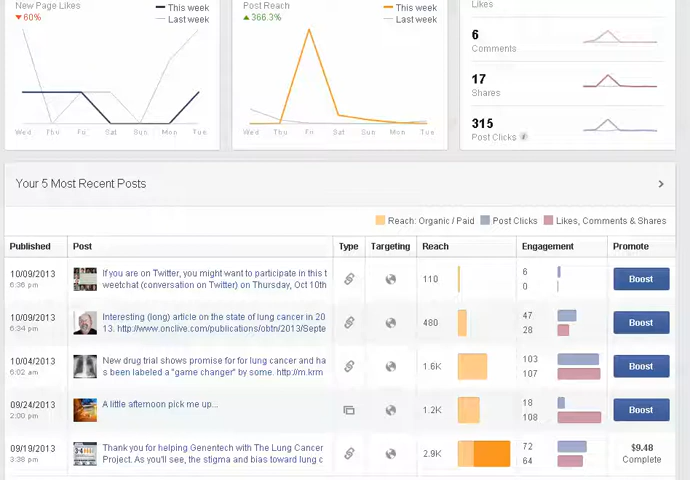 New Page Likes
60%
This week
Last week
Wed Thu Fri Sat Sun Mon Tue
Post Reach
366.3%
This week
Last week
Wed Thu Fri Sat Sun Mon Tue
Likes
6
Comments
17
Shares
315
Post Clicks
Your 5 Most Recent Posts
Reach: Organic / Paid Post Clicks Likes, Comments & Shares
Published Post Type Targeting Reach Engagement Promote
10/09/2013
6:36 pm
If you are on Twitter, you might want to participate in this t
weetchat (conversation on Twitter) on Thursday, Oct 10th
110
6
0
Boost
10/09/2013
6:34 pm
Interesting (long) article on the state of lung cancer in 20
13. http://www.onclive.com/publications/obtn/2013/Septe
480
47
28
Boost
10/04/2013
6:02 am
New drug trial shows promise for for lung cancer and ha
s been labeled a "game changer" by some. http://m.krm
1.6K
103
107
Boost
09/24/2013
2:00 pm
A little afternoon pick me up...
1.2K
18
108
Boost
09/19/2013
3:38 pm
Thank you for helping Genentech with The Lung Cancer
Project. As you'll see, the stigma and bias toward lung c
2.9K
72
64
$9.48
Complete